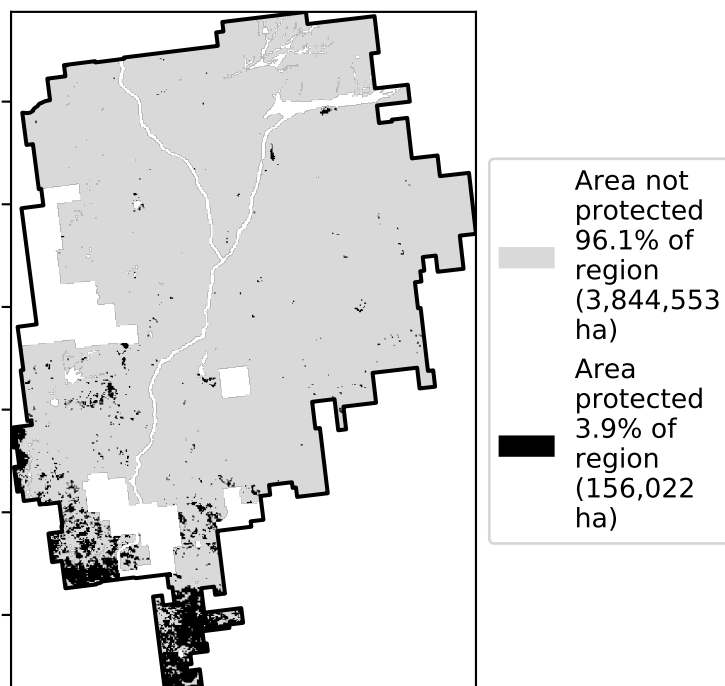 Area not
protected
96.1% of
region
(3,844,553
ha)
Area
protected
3.9% of
region
(156,022
ha)